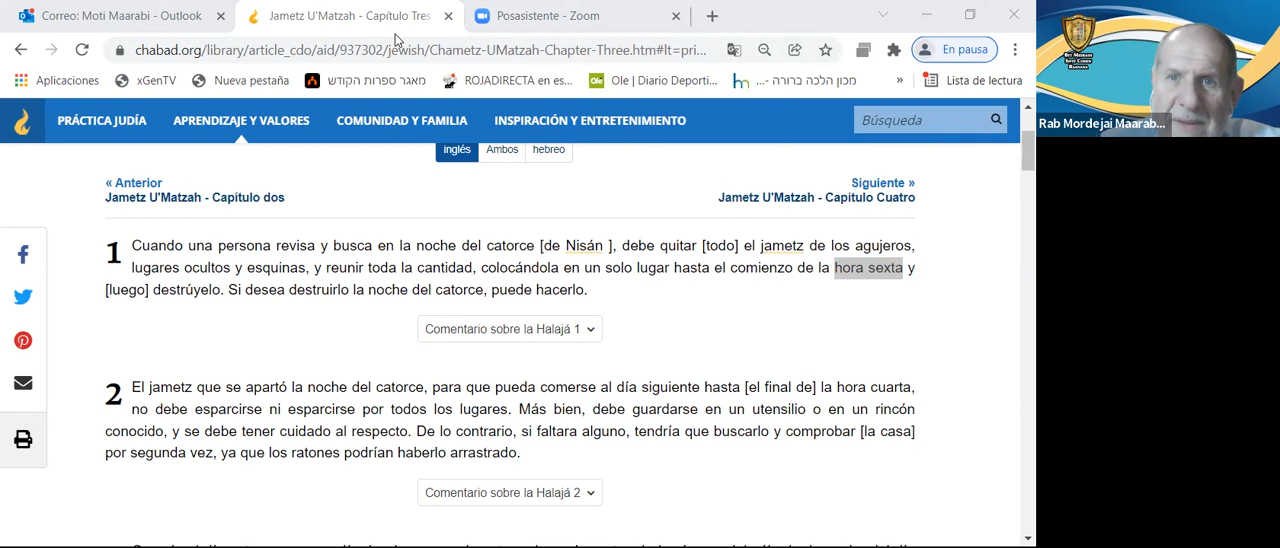 Correo: Moti Maarabi - Outlook
Jametz U'Matzah - Capítulo Tres
Posasistente - Zoom
chabad.org/library/article_cdo/aid/937302/jewish/Chametz-UMatzah-Chapter-Three.htm#lt=pri...
En pausa
Aplicaciones
xGenTV
Nueva pestaña
מאגר ספרות הקודש
ROJADIRECTA en es...
Ole | Diario Deporti...
מכון הלכה ברורה -...
»
Lista de lectura
PRÁCTICA JUDÍA
APRENDIZAJE Y VALORES
COMUNIDAD Y FAMILIA
INSPIRACIÓN Y ENTRETENIMIENTO
Búsqueda
inglés
Ambos
hebreo
« Anterior
Jametz U'Matzah - Capítulo dos
Siguiente »
Jametz U'Matzah - Capítulo Cuatro
1 Cuando una persona revisa y busca en la noche del catorce [de Nisán ], debe quitar [todo] el jametz de los agujeros,
lugares ocultos y esquinas, y reunir toda la cantidad, colocándola en un solo lugar hasta el comienzo de la hora sexta y
[luego] destrúyelo. Si desea destruirlo la noche del catorce, puede hacerlo.
Comentario sobre la Halajá 1
2 El jametz que se apartó la noche del catorce, para que pueda comerse al día siguiente hasta [el final de] la hora cuarta,
no debe esparcirse ni esparcirse por todos los lugares. Más bien, debe guardarse en un utensilio o en un rincón
conocido, y se debe tener cuidado al respecto. De lo contrario, si faltara alguno, tendría que buscarlo y comprobar [la casa]
por segunda vez, ya que los ratones podrían haberlo arrastrado.
Comentario sobre la Halajá 2
Rab Mordejai Maarab...